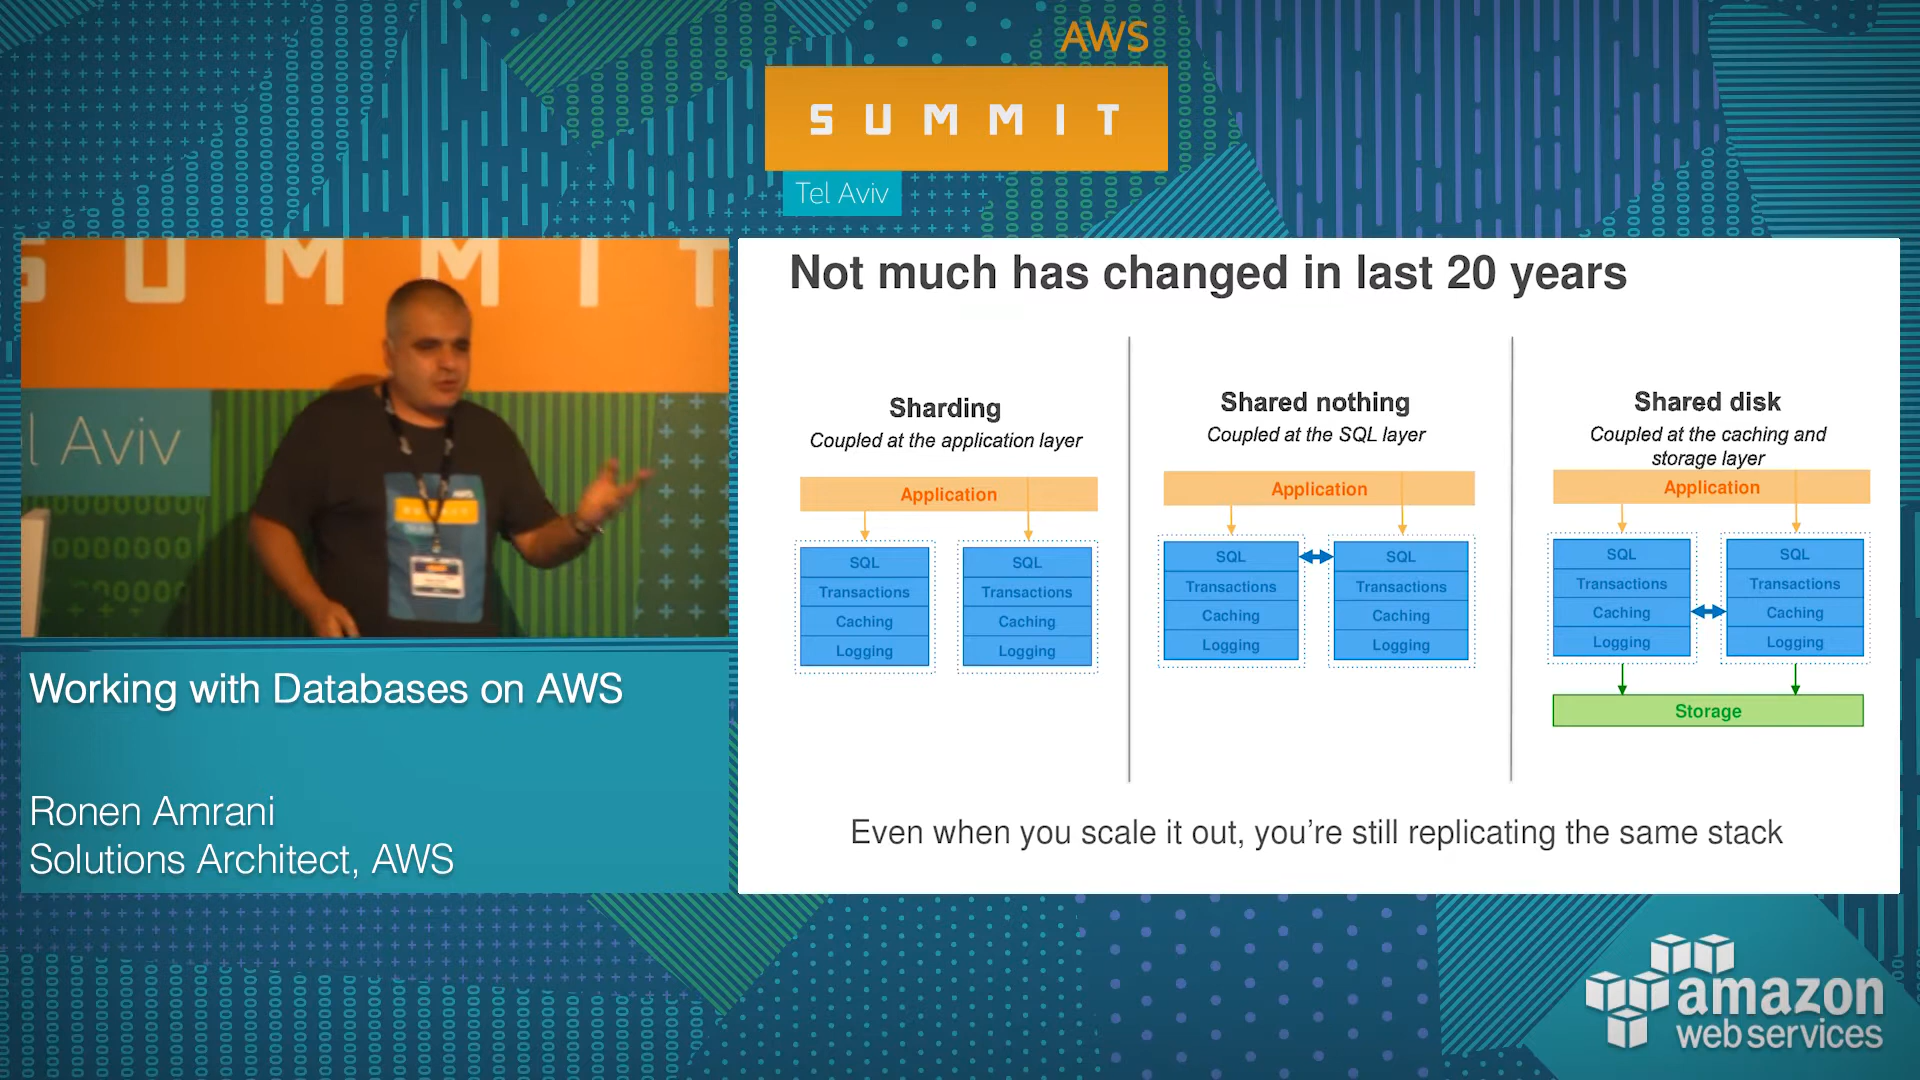 AWS
SUMMIT
Tel Aviv
SUMMIT
l Aviv
Working with Databases on AWS
Ronen Amrani
Solutions Architect, AWS
Not much has changed in last 20 years
Sharding
Coupled at the application layer
Application
SQL
Transactions
Caching
Logging
SQL
Transactions
Caching
Logging
Shared nothing
Coupled at the SQL layer
Application
SQL
Transactions
Caching
Logging
SQL
Transactions
Caching
Logging
Shared disk
Coupled at the caching and
storage layer
Application
SQL
Transactions
Caching
Logging
SQL
Transactions
Caching
Logging
Storage
Even when you scale it out, you're still replicating the same stack
amazon
web services